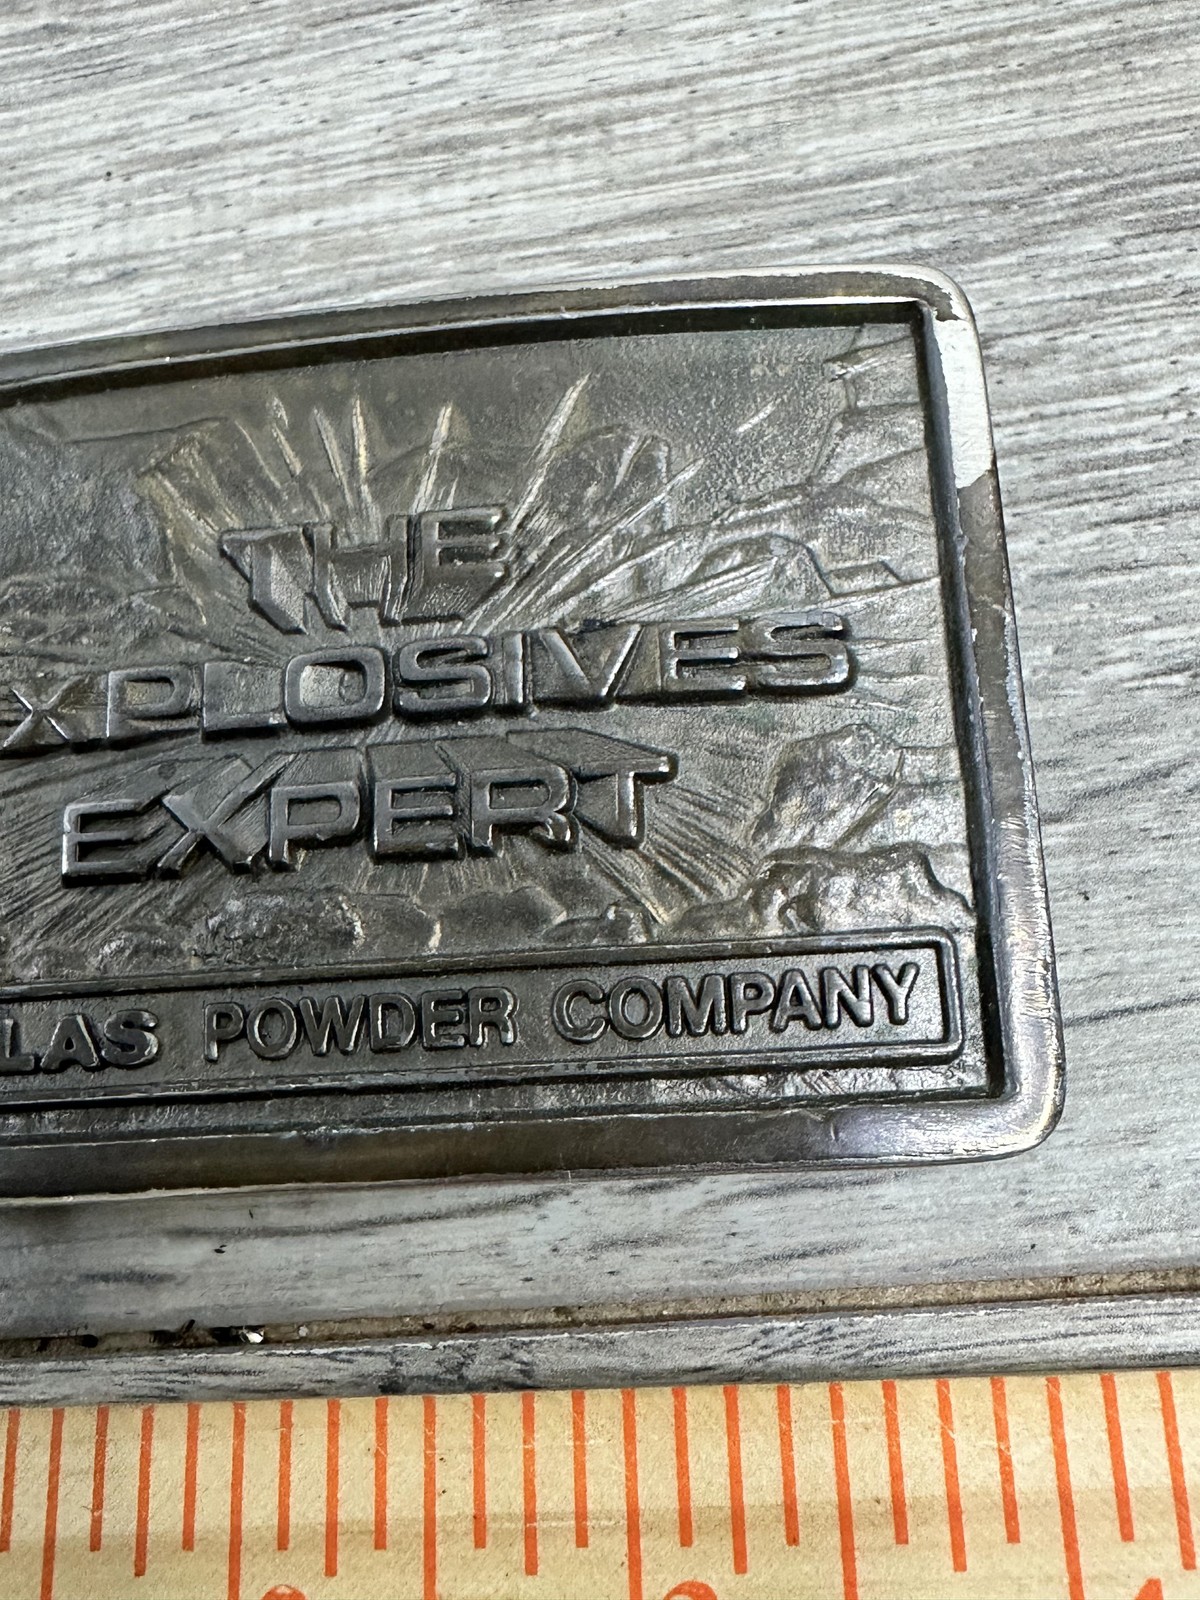 THE
XPLOSIVES
EXPERT
LAS POWDER COMPANY